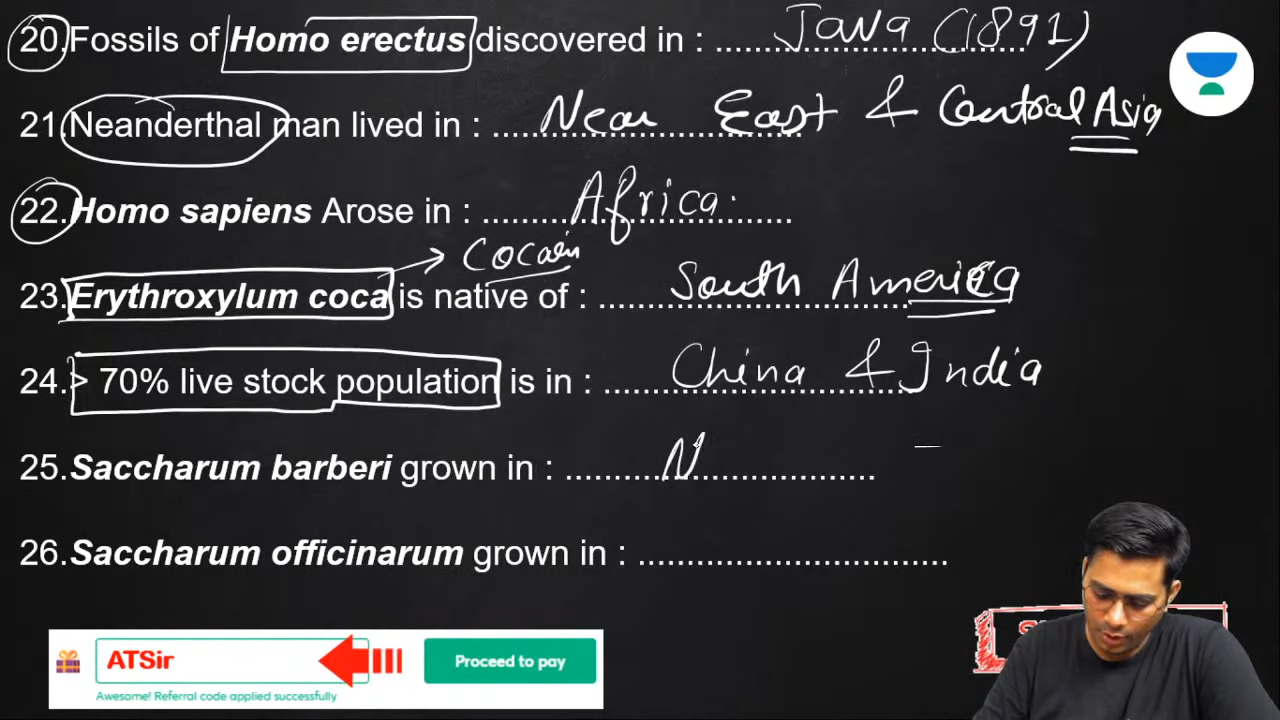 20.Fossils of Homo erectus discovered in : ................................ Java (1891)
21.Neanderthal man lived in : ................................ Near East & Central Asia
22.Homo sapiens Arose in : ................................ Africa.
→ Cocain
23.Erythroxylum coca is native of : ................................ South America
24.> 70% live stock population is in : ................................ China & India
25.Saccharum barberi grown in : ................................ N
26.Saccharum officinarum grown in : ................................
ATSir
Proceed to pay
Awesome! Referral code applied successfully